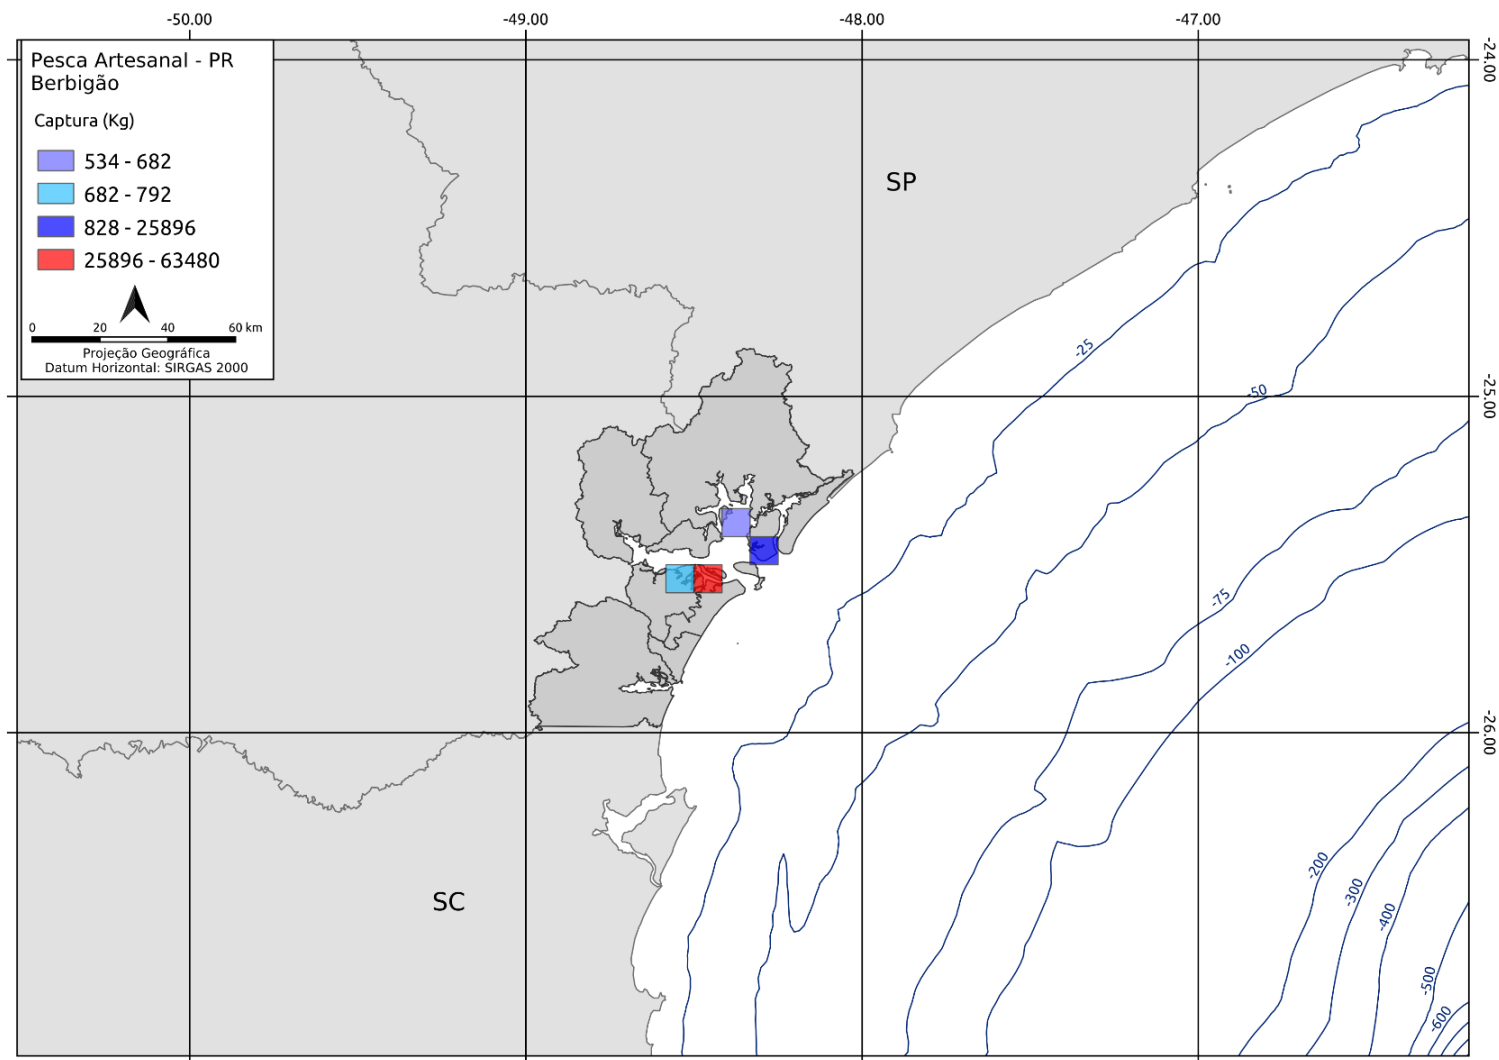 -50.00
-49.00
-48.00
-47.00
Pesca Artesanal - PR
Berbigão
Captura (Kg)
534 - 682
682 - 792
828 - 25896
25896 - 63480
0 20 40 60 km
Projeção Geográfica
Datum Horizontal: SIRGAS 2000
-24.00
SP
-25
-50
-25.00
-75
-100
-26.00
-200
-300
-400
-500
-600
SC